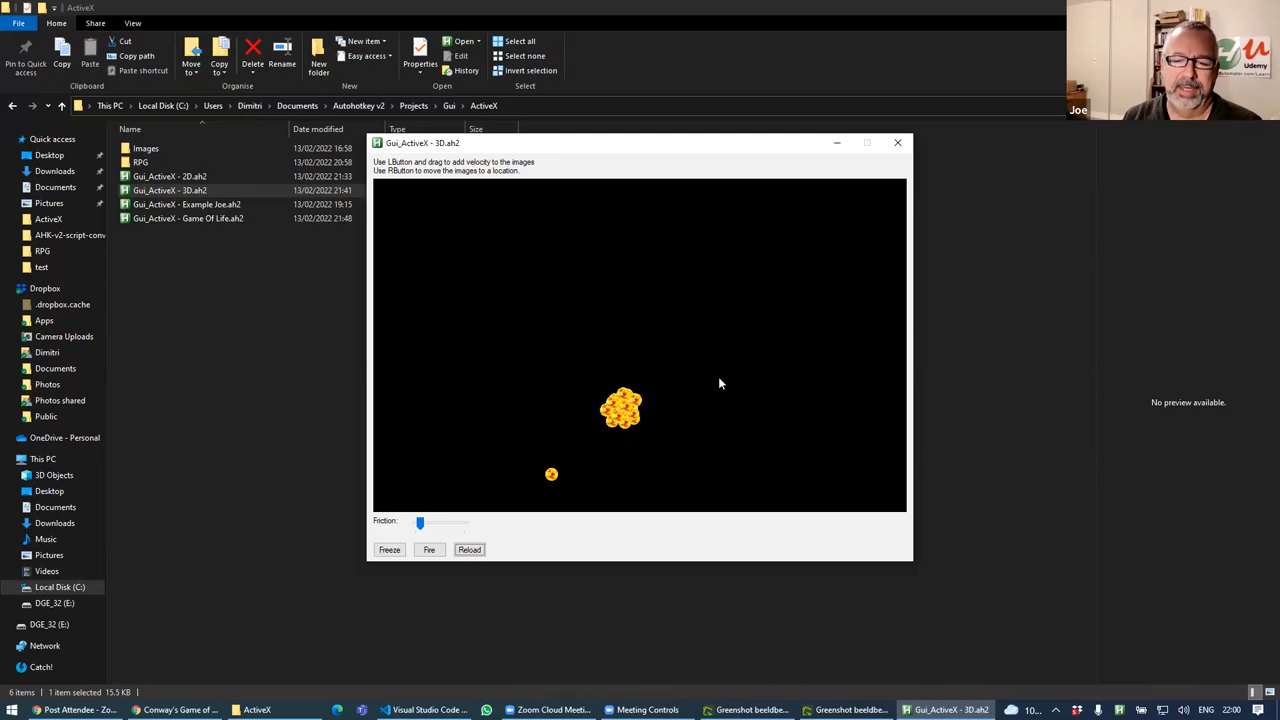 ActiveX
File
Home
Share
View
Pin to Quick
access
Copy
Paste
Cut
Copy path
Paste shortcut
Clipboard
Move
to
Copy
to
Delete
Rename
Organise
New
folder
New item
Easy access
New
Properties
Open
Edit
History
Open
Select all
Select none
Invert selection
Select
This PC
Local Disk (C:)
Users
Dimitri
Documents
Autohotkey v2
Projects
Gui
ActiveX
Name
Date modified
Type
Size
Images
13/02/2022 16:58
RPG
13/02/2022 20:58
Gui_ActiveX - 2D.ah2
13/02/2022 21:33
Gui_ActiveX - 3D.ah2
13/02/2022 21:41
Gui_ActiveX - Example Joe.ah2
13/02/2022 19:15
Gui_ActiveX - Game Of Life.ah2
13/02/2022 21:48
Quick access
Desktop
Downloads
Documents
Pictures
ActiveX
AHK-v2-script-conv
RPG
test
Dropbox
.dropbox.cache
Apps
Camera Uploads
Dimitri
Documents
Photos
Photos shared
Public
OneDrive - Personal
This PC
3D Objects
Desktop
Documents
Downloads
Music
Pictures
Videos
Local Disk (C:)
DGE_32 (E:)
DGE_32 (E:)
Network
Catch!
Gui_ActiveX - 3D.ah2
Use LButton and drag to add velocity to the images
Use RButton to move the images to a location.
Friction:
Freeze
Fire
Reload
No preview available.
Udemy
Joe
6 items
1 item selected 15.5 KB
Post Attendee - Zo...
Conway's Game of ...
ActiveX
Visual Studio Code ...
Zoom Cloud Meeti...
Meeting Controls
Greenshot beeldbe...
Greenshot beeldbe...
Gui_ActiveX - 3D.ah2
10...
ENG
22:00